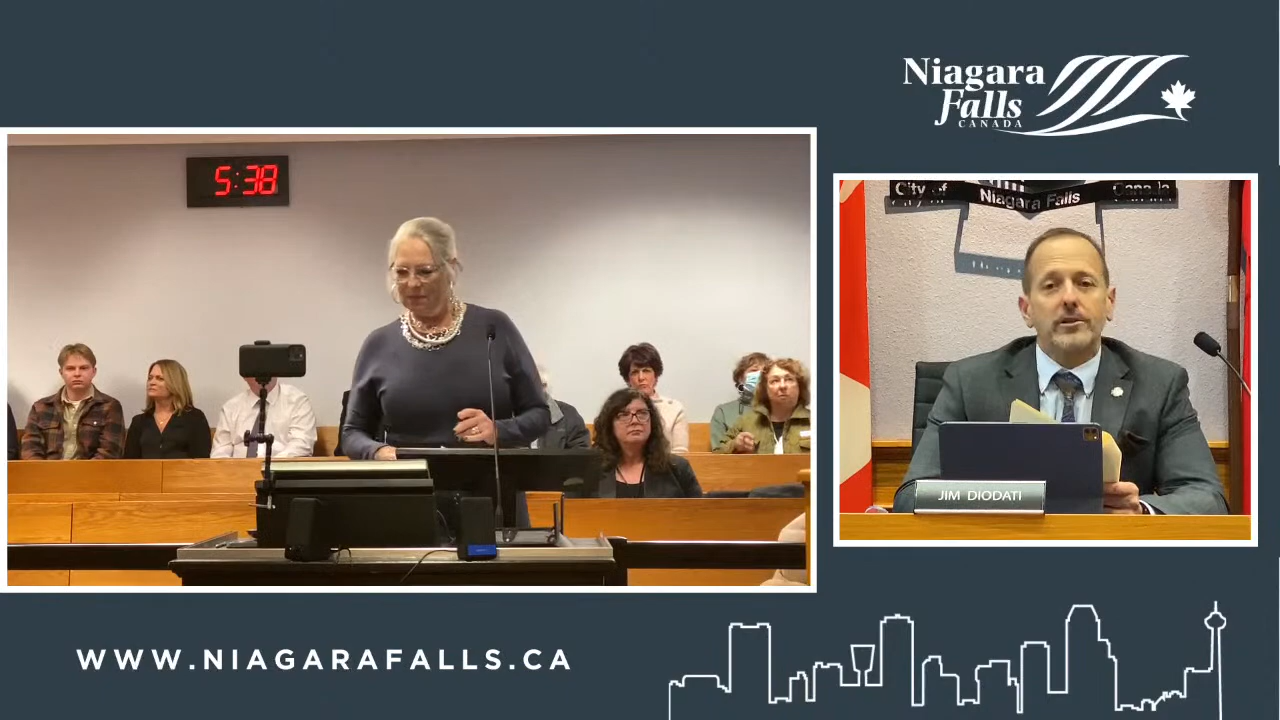 Niagara
Falls
CANADA
5:38
City of
Niagara Falls
Canada
JIM DIODATI
WWW.NIAGARAFALLS.CA